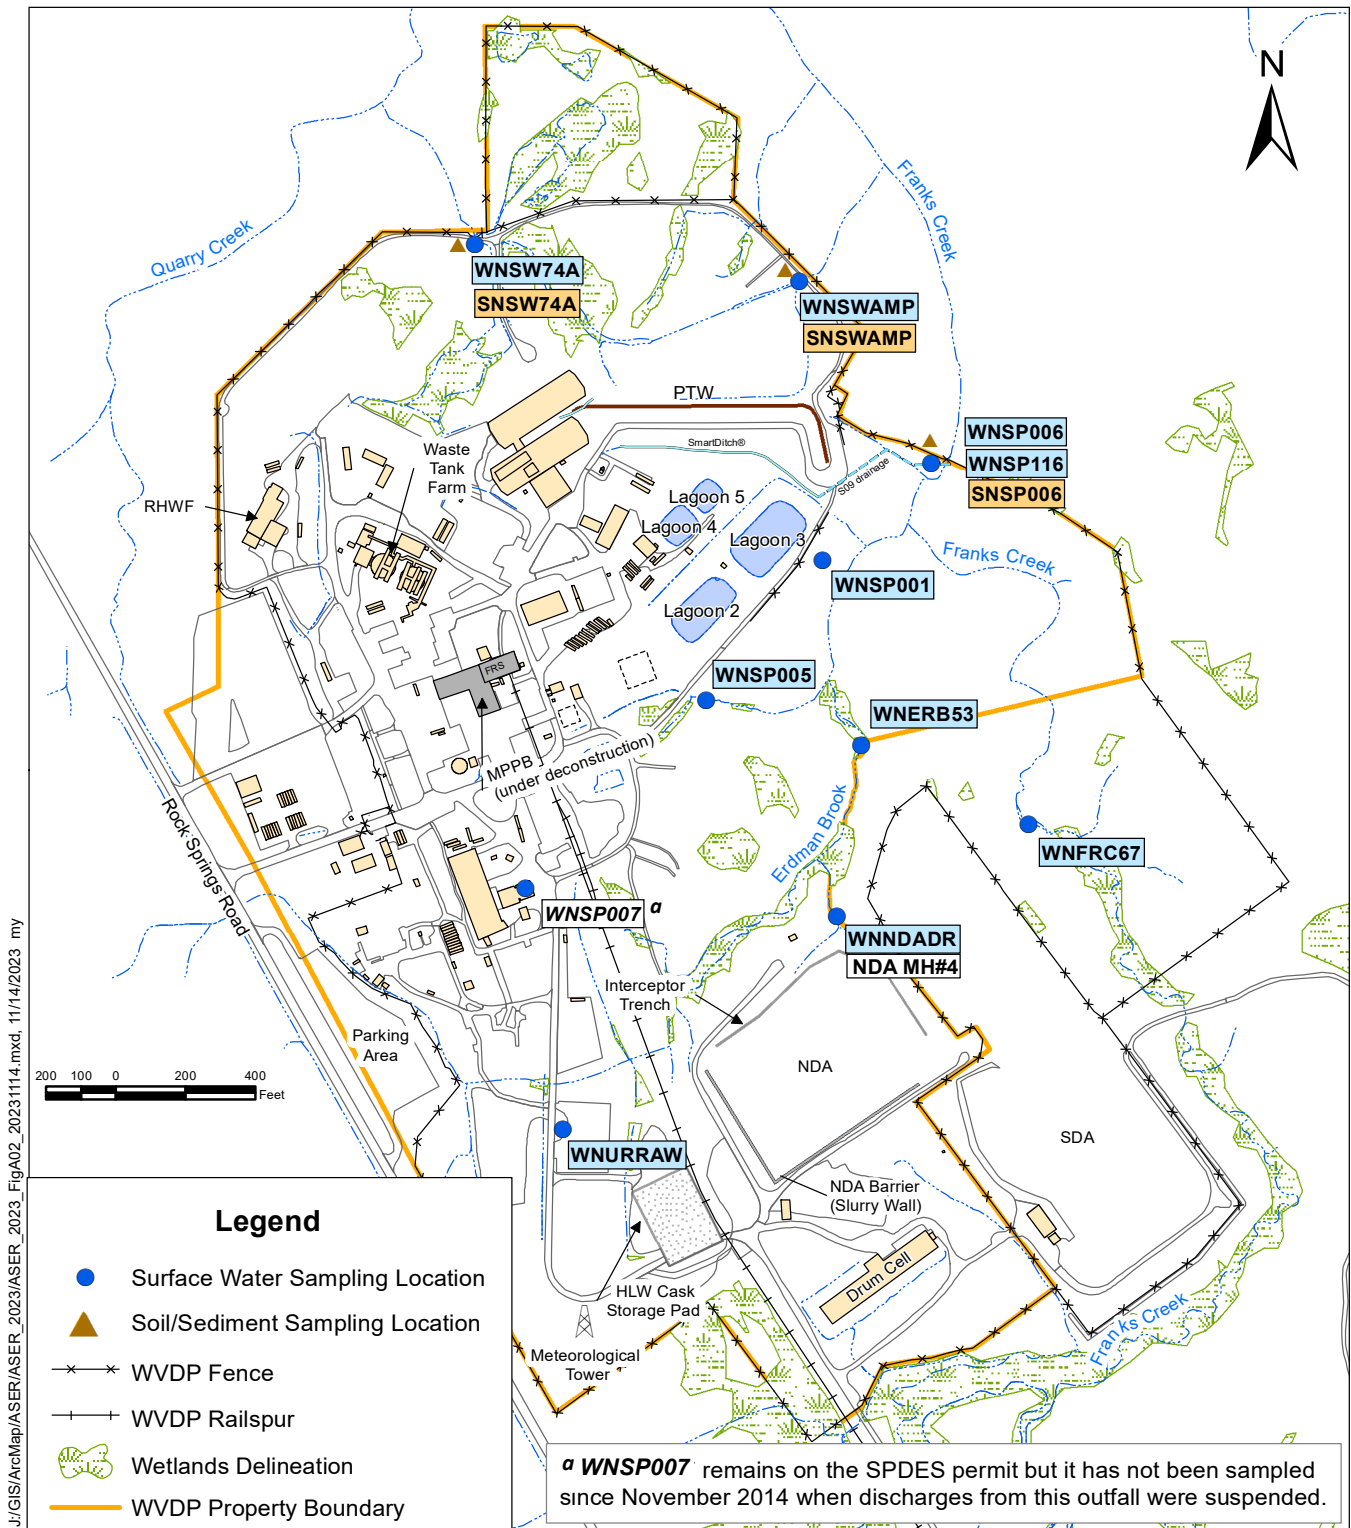 N
Franks Creek
Quarry Creek
WNSW74A
SNSW74A
WNSWAMP
SNSWAMP
PTW
SmartDitch®
S09 drainage
WNSP006
WNSP116
SNSP006
Waste
Tank
Farm
RHWF
Lagoon 5
Lagoon 4
Lagoon 3
Lagoon 2
Franks Creek
WNSP001
FRS
WNSP005
WNERB53
MPPB
(under deconstruction)
Rock Springs Road
Erdman Brook
WNFRC67
WNSP007 a
WNNDADR
NDA MH#4
Interceptor
Trench
Parking
Area
NDA
200 100 0 200 400
Feet
SDA
WNURRAW
NDA Barrier
(Slurry Wall)
Drum Cell
HLW Cask
Storage Pad
Franks Creek
Meteorological
Tower
Legend
Surface Water Sampling Location
Soil/Sediment Sampling Location
WVDP Fence
WVDP Railspur
Wetlands Delineation
WVDP Property Boundary
a WNSP007 remains on the SPDES permit but it has not been sampled
since November 2014 when discharges from this outfall were suspended.
J:/GIS/ArcMap/ASER/ASER_2023/ASER_2023_FigA02_20231114.mxd, 11/14/2023 my